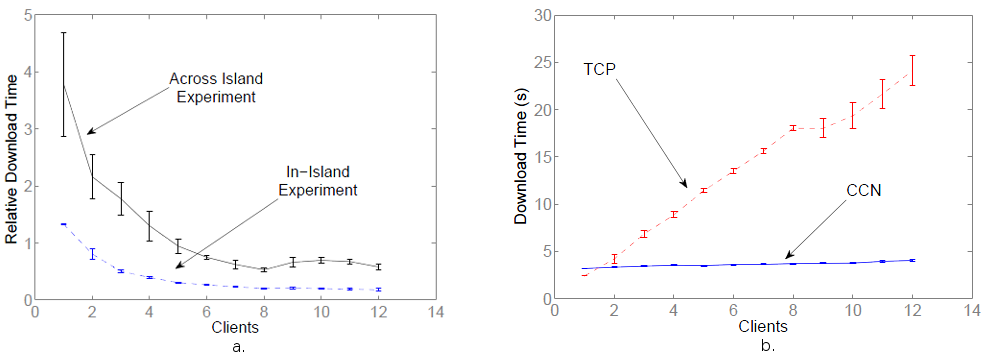 5
4
3
2
1
0
Relative Download Time
Across Island
Experiment
In-Island
Experiment
0 2 4 6 8 10 12 14
Clients
a.
30
25
20
15
10
5
0
Download Time (s)
TCP
CCN
0 2 4 6 8 10 12 14
Clients
b.